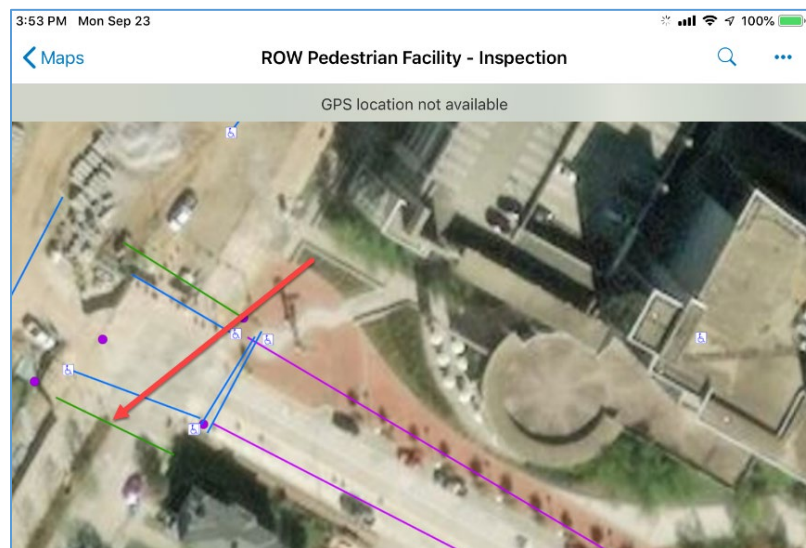 3:53 PM Mon Sep 23
100%
Maps
ROW Pedestrian Facility - Inspection
GPS location not available